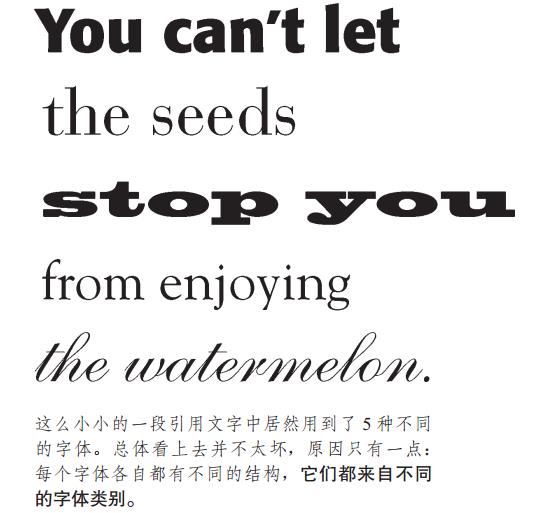 You can't let
the seeds
stop you
from enjoying
the watermelon.
这么小小的一段引用文字中居然用到了 5 种不同
的字体。总体看上去并不太坏，原因只有一点：
每个字体各自都有不同的结构，它们都来自不同
的字体类别。